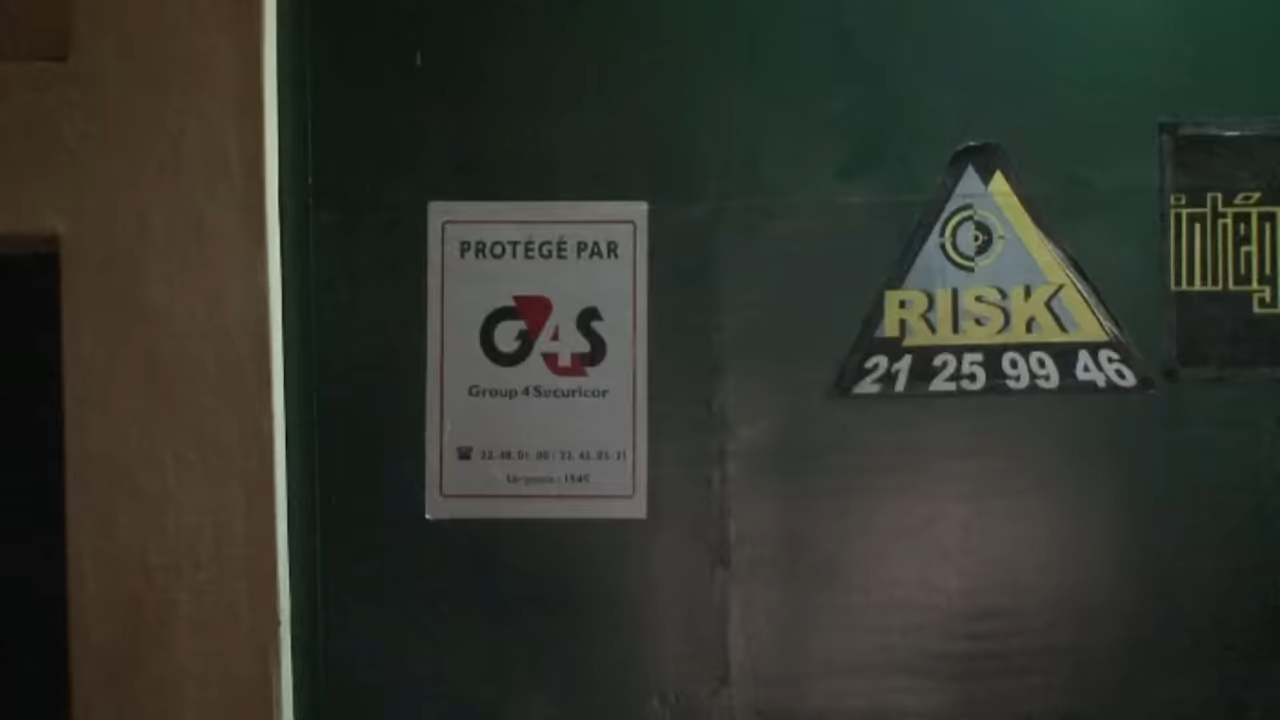 PROTÉGÉ PAR
G4S
Group 4 Securicor
RISK
21 25 99 46
intég